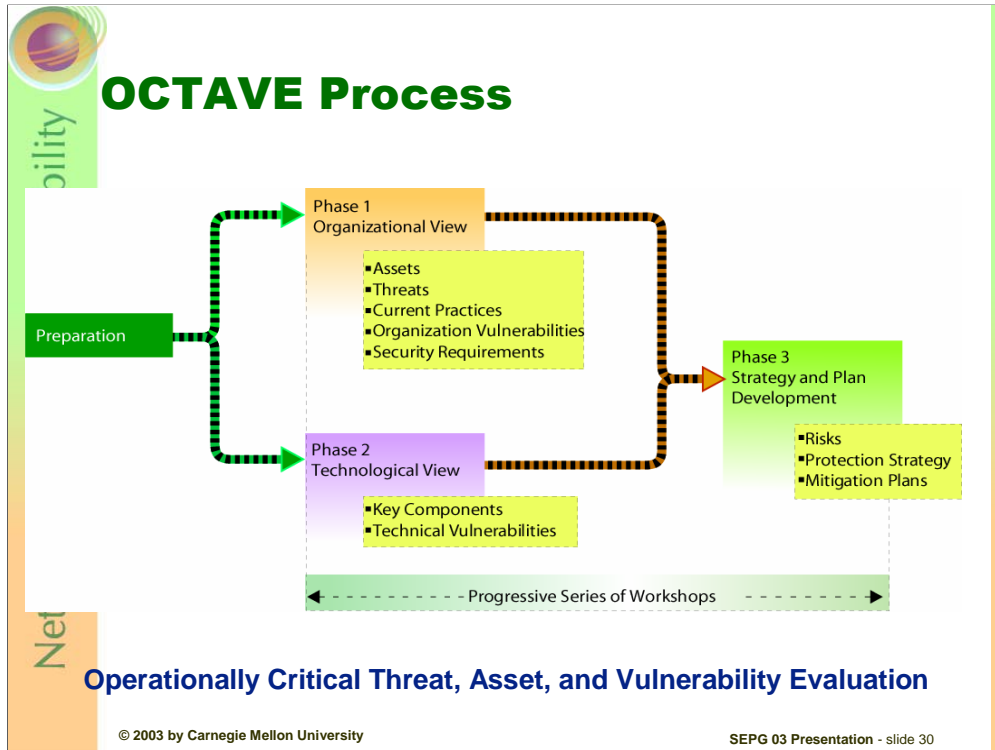 OCTAVE Process
Preparation
Phase 1
Organizational View
▪Assets
▪Threats
▪Current Practices
▪Organization Vulnerabilities
▪Security Requirements
Phase 2
Technological View
▪Key Components
▪Technical Vulnerabilities
Phase 3
Strategy and Plan
Development
▪Risks
▪Protection Strategy
▪Mitigation Plans
Progressive Series of Workshops
Operationally Critical Threat, Asset, and Vulnerability Evaluation
© 2003 by Carnegie Mellon University
SEPG 03 Presentation - slide 30